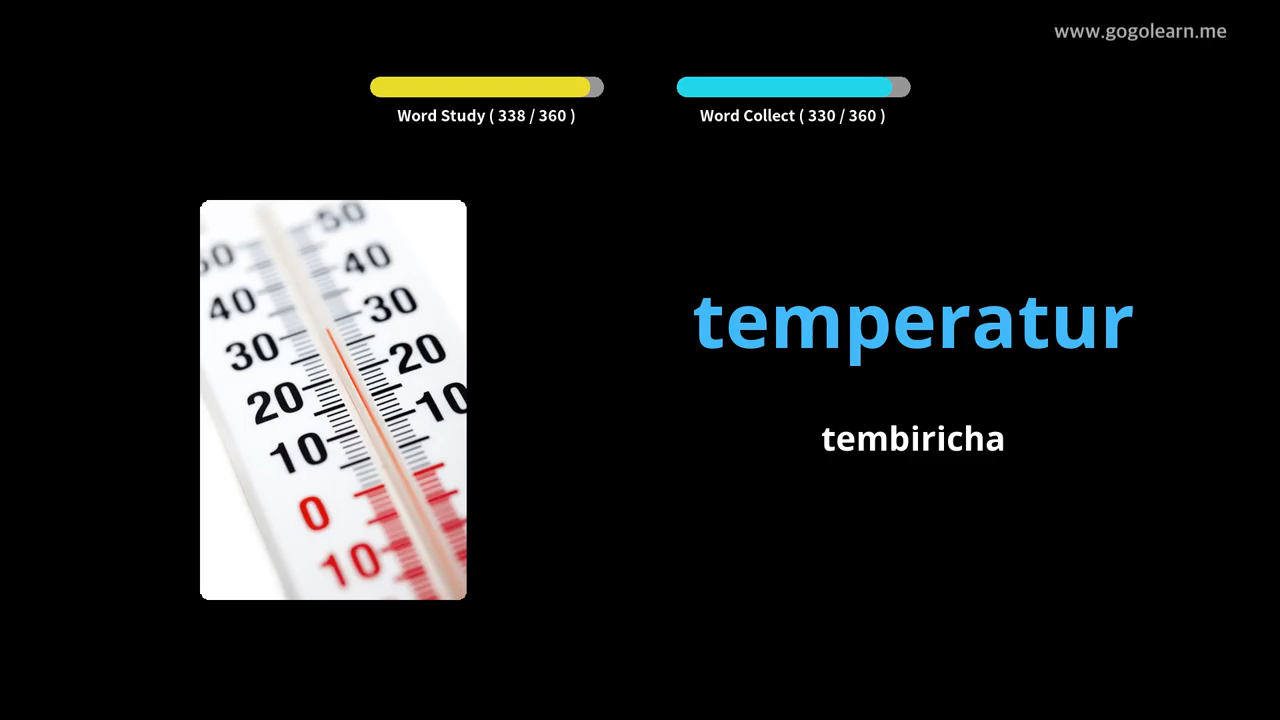 www.gogolearn.me
Word Study ( 338 / 360 )
Word Collect ( 330 / 360 )
50
40
40
30
30
20
20
10
10
0
10
temperatur
tembiricha